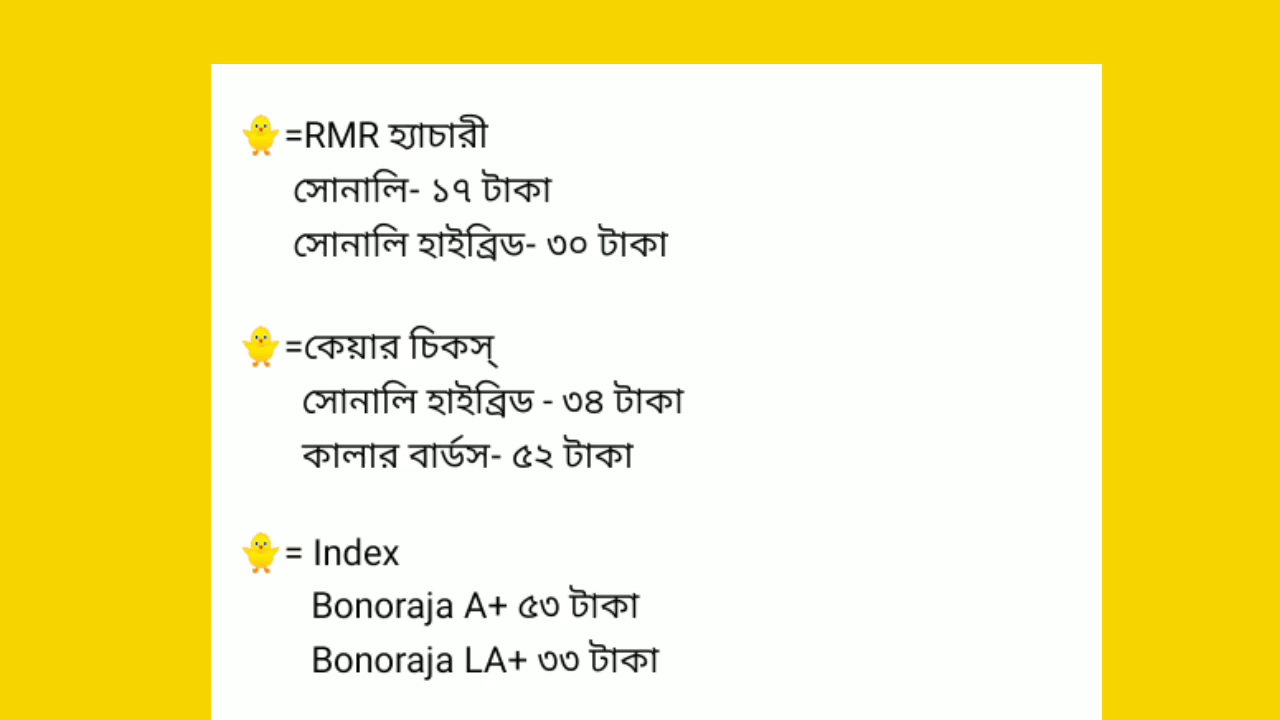 🐥=RMR হ্যাচারী
সোনালি- ১৭ টাকা
সোনালি হাইব্রিড- ৩০ টাকা
🐥=কেয়ার চিকস্
সোনালি হাইব্রিড - ৩৪ টাকা
কালার বার্ডস- ৫২ টাকা
🐥= Index
Bonoraja A+ ৫৩ টাকা
Bonoraja LA+ ৩৩ টাকা